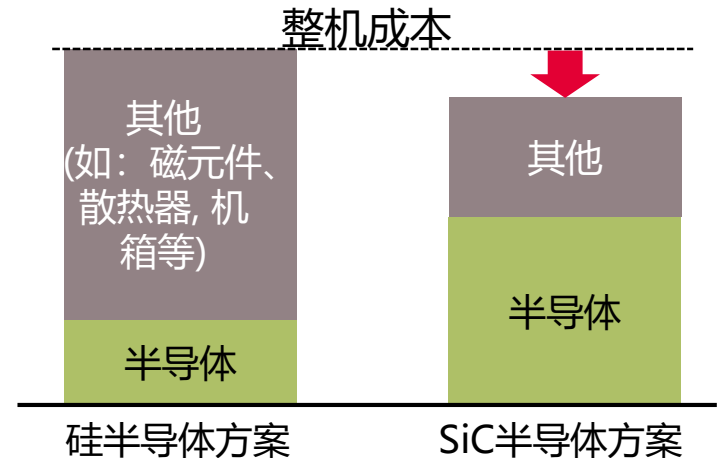 整机成本
其他
(如：磁元件、
散热器, 机
箱等)
半导体
其他
半导体
硅半导体方案
SiC半导体方案